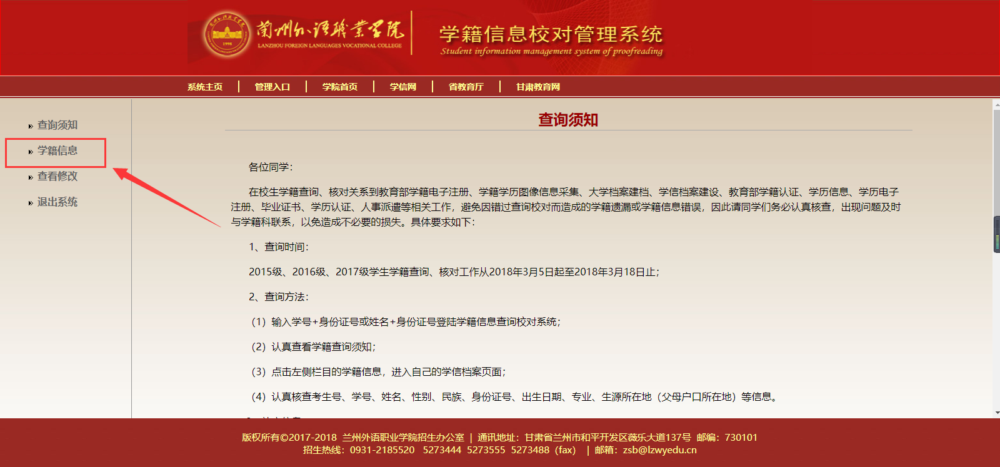 兰州外语职业学院
LANZHOU FOREIGN LANGUAGES VOCATIONAL COLLEGE
1998
学籍信息校对管理系统
Student information management system of proofreading
系统主页 管理入口 学院首页 学信网 省教育厅 甘肃教育网
查询须知
学籍信息
查看修改
退出系统
查询须知
各位同学：
在校生学籍查询、核对关系到教育部学籍电子注册、学籍学历图像信息采集、大学档案建档、学信档案建设、教育部学籍认证、学历信息、学历电子
注册、毕业证书、学历认证、人事派遣等相关工作，避免因错过查询校对而造成的学籍遗漏或学籍信息错误，因此请同学们务必认真核查，出现问题及时
与学籍科联系，以免造成不必要的损失。具体要求如下：
1、查询时间：
2015级、2016级、2017级学生学籍查询、核对工作从2018年3月5日起至2018年3月18日止；
2、查询方法：
（1）输入学号+身份证号或姓名+身份证号登陆学籍信息查询校对系统；
（2）认真查看学籍查询须知；
（3）点击左侧栏目的学籍信息，进入自己的学信档案页面；
（4）认真核查考生号、学号、姓名、性别、民族、身份证号、出生日期、专业、生源所在地（父母户口所在地）等信息。
版权所有©2017-2018 兰州外语职业学院招生办公室 | 通讯地址：甘肃省兰州市和平开发区薇乐大道137号 邮编：730101
招生热线：0931-2185520 5273444 5273555 5273488（fax） | 邮箱：zsb@lzwyedu.cn